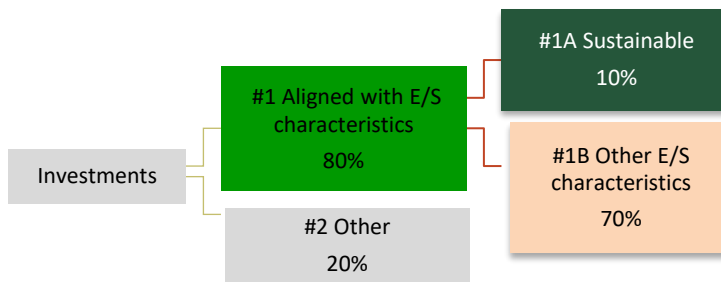 Investments
#1 Aligned with E/S
characteristics
80%
#2 Other
20%
#1A Sustainable
10%
#1B Other E/S
characteristics
70%